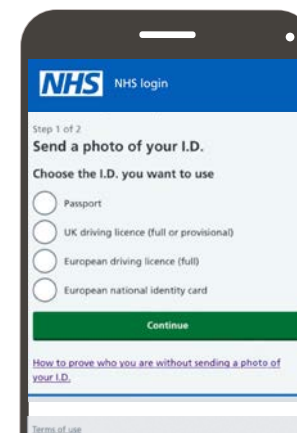 NHS NHS login
Step 1 of 2
Send a photo of your I.D.
Choose the I.D. you want to use
Passport
UK driving licence (full or provisional)
European driving licence (full)
European national identity card
Continue
How to prove who you are without sending a photo of
your I.D.
Terms of use